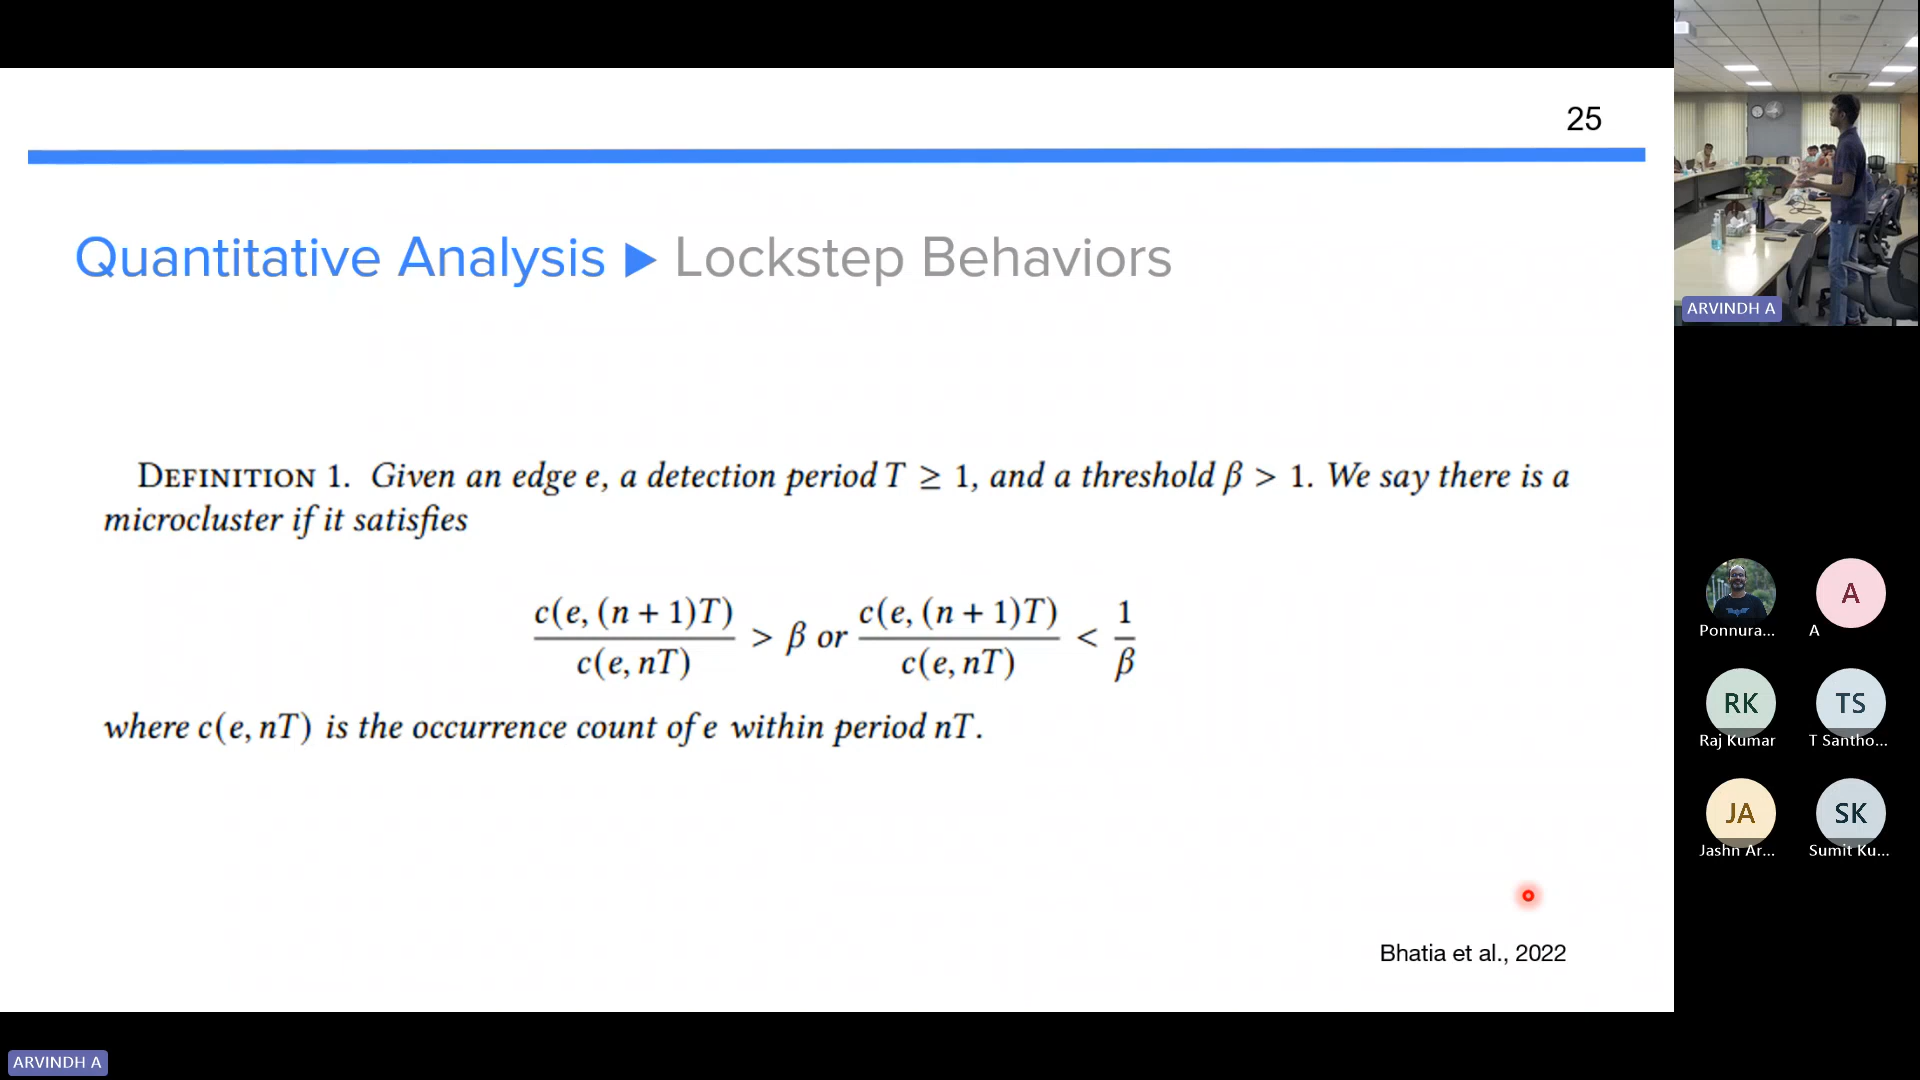 25
Quantitative Analysis ▶ Lockstep Behaviors
DEFINITION 1. Given an edge e, a detection period T ≥ 1, and a threshold β > 1. We say there is a
microcluster if it satisfies
c(e, (n + 1)T) / c(e, nT) > β or c(e, (n + 1)T) / c(e, nT) < 1 / β
where c(e, nT) is the occurrence count of e within period nT.
Bhatia et al., 2022
ARVINDH A
ARVINDH A
Ponnura...
A
A
RK
Raj Kumar
TS
T Santho...
JA
Jashn Ar...
SK
Sumit Ku...